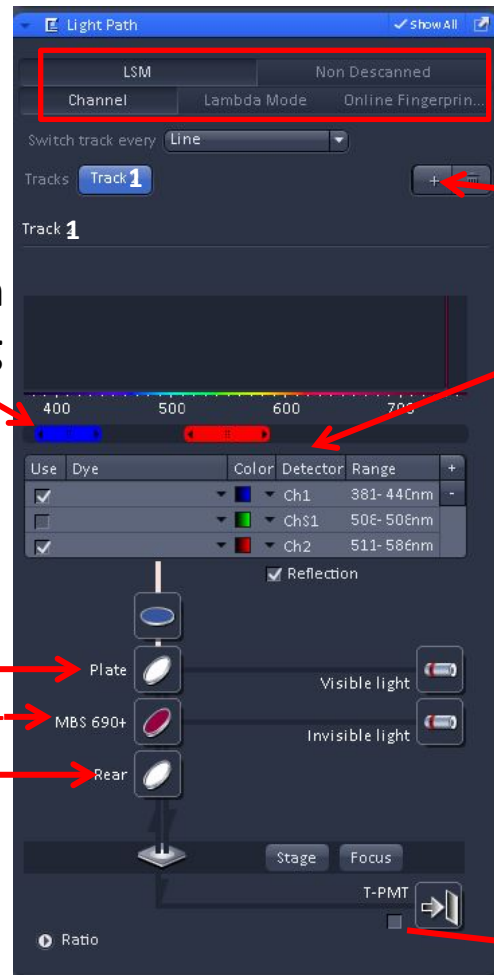 Light Path Show All
LSM Non Descanned
Channel Lambda Mode Online Fingerprin...
Switch track every Line
Tracks Track 1 +
Track 1
400 500 600 700
Use Dye Color Detector Range +
Ch1 381-440nm -
ChS1 508-508nm
Ch2 511-586nm
Reflection
Plate Visible light
MBS 690+ Invisible light
Rear
Stage Focus
T-PMT
Ratio